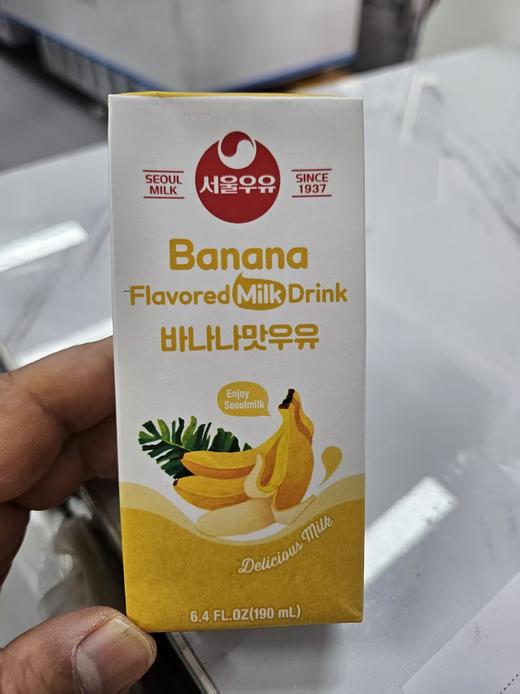 SEOUL
MILK
서울우유
SINCE
1937
Banana
Flavored Milk Drink
바나나맛우유
Enjoy
Seoulmilk
Delicious Milk
6.4 FL.OZ(190 mL)